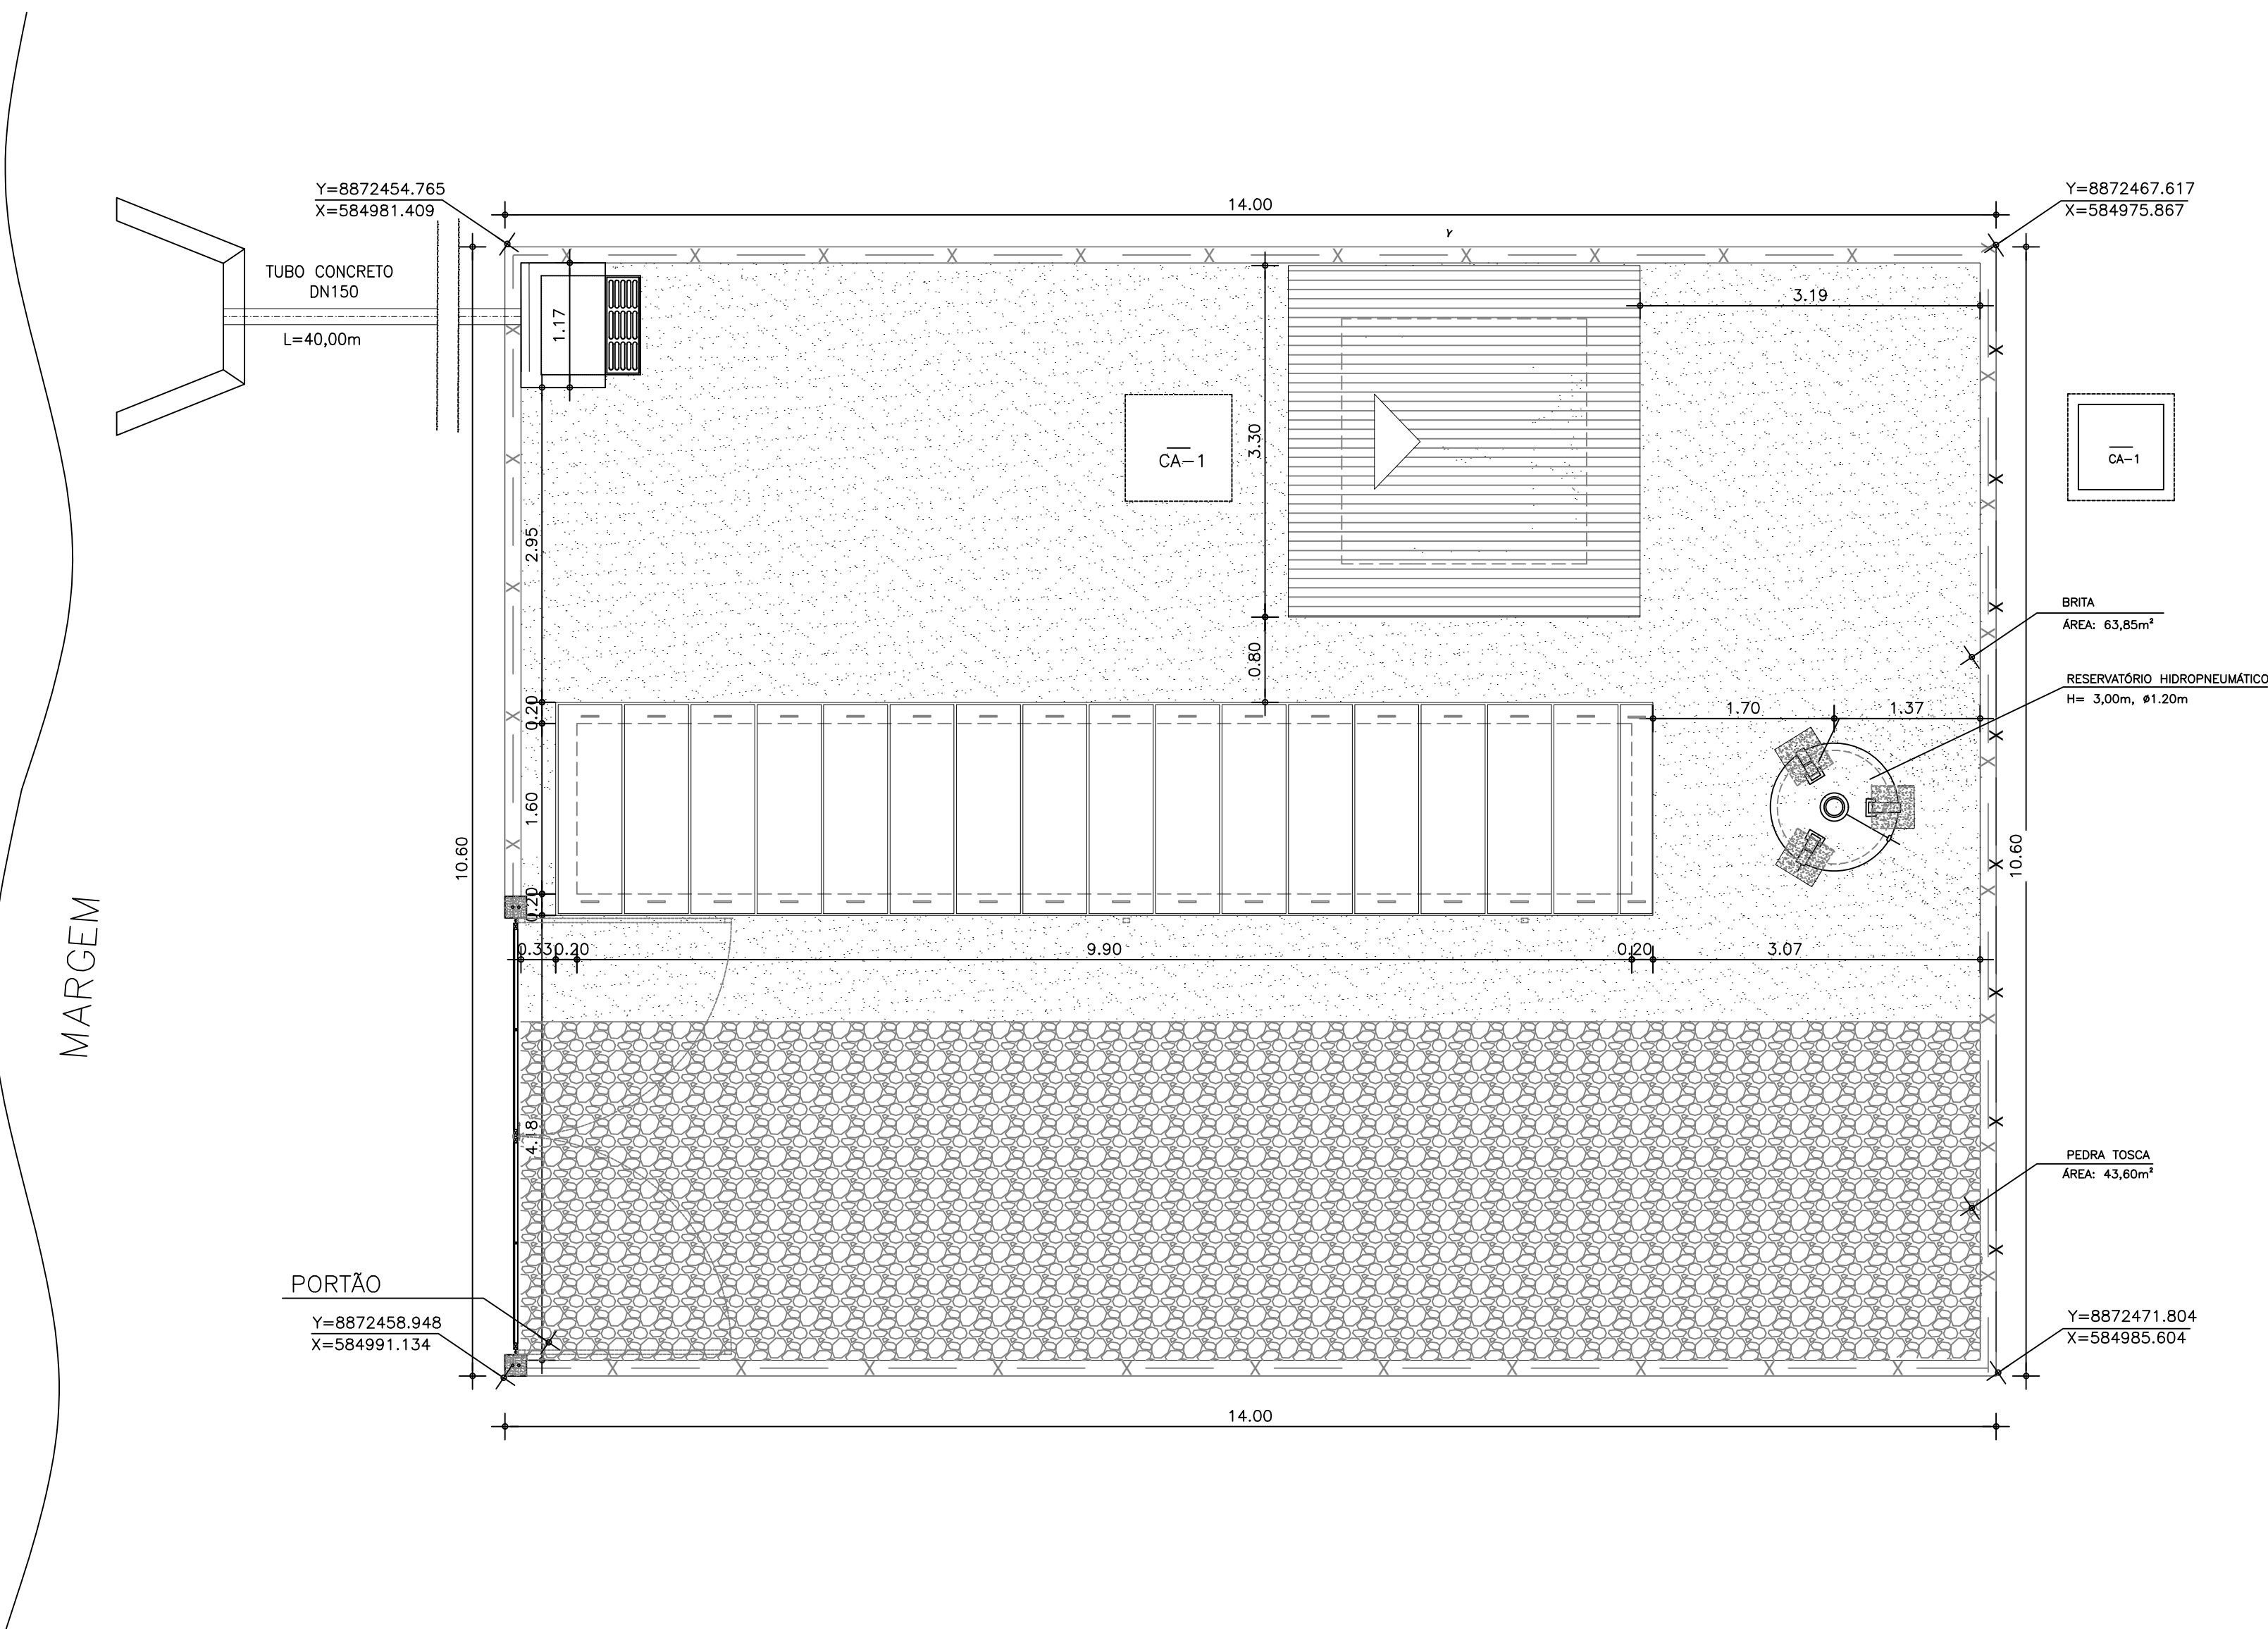 Y=8872454.765
X=584981.409
14.00
Y=8872467.617
X=584975.867
TUBO CONCRETO
DN150
L=40,00m
1.17
3.19
CA-1
3.30
CA-1
2.95
BRITA
ÁREA: 63,85m²
0.80
RESERVATÓRIO HIDROPNEUMÁTICO
H= 3,00m, ø1.20m
0.20
1.70
1.37
1.60
10.60
10.60
0.20
MARGEM
0.33
0.20
9.90
0.20
3.07
4.18
PEDRA TOSCA
ÁREA: 43,60m²
PORTÃO
Y=8872458.948
X=584991.134
Y=8872471.804
X=584985.604
14.00